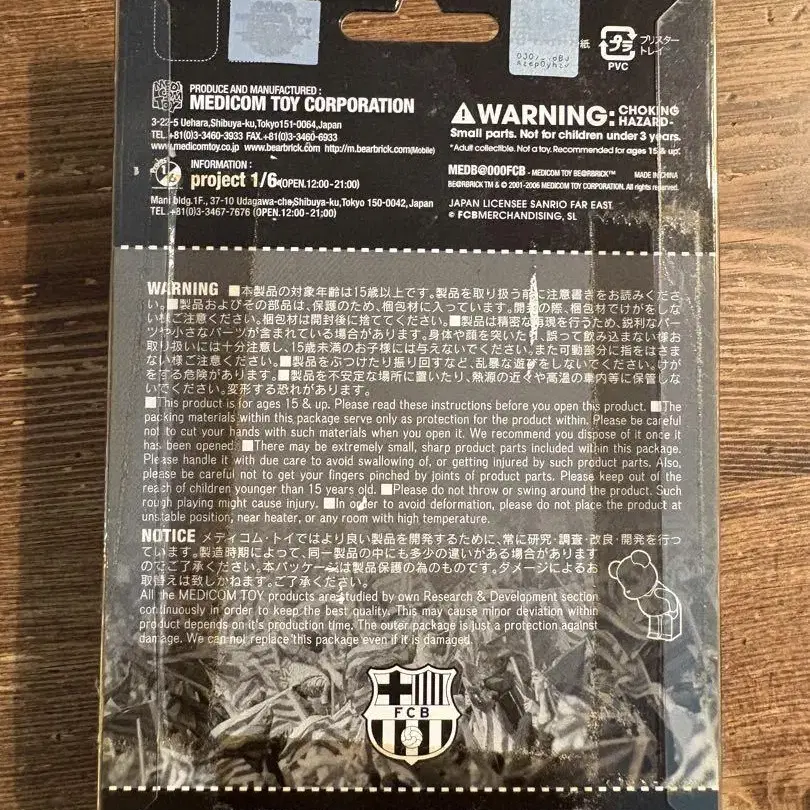 紙
プラ
PVC
ブリスター
トレイ
PRODUCE AND MANUFACTURED :
MEDICOM TOY CORPORATION
3-22-5 Uehara,Shibuya-ku,Tokyo151-0064,Japan
TEL.+81(0)3-3460-6933 FAX.+81(0)3-3460-6933
www.medicomtoy.co.jp www.bearbrick.com http://m.bearbrick.com(Mobile)
INFORMATION :
1/6 project 1/6(OPEN.12:00-21:00)
Mani bldg.1F., 37-10 Udagawa-cho,Shibuya-ku,Tokyo 150-0042, Japan
TEL.+81(0)3-3467-7676 (OPEN.12:00-21:00)
WARNING: CHOKING HAZARD-
Small parts. Not for children under 3 years.
*Adult collectible. Not a toy. Recommended for ages 15 & up.
MEDB@000FCB - MEDICOM TOY BE@RBRICK™ MADE IN CHINA
BE@RBRICK TM & © 2001-2006 MEDICOM TOY CORPORATION. All rights reserved.
JAPAN LICENSEE SANRIO FAR EAST
© FCBMERCHANDISING, SL
WARNING ■本製品の対象年齢は15歳以上です。製品を取り扱う前に注意書きをお読みくださ
い。■製品およびその部品は、保護のため、梱包材に入っています。開封の際、梱包材でけがをしな
い様ご注意ください。梱包材は開封後に捨ててください。■製品は精密な再現を行うため、鋭利なパー
ツや小さなパーツが含まれている場合があります。身体や顔を突いたり、誤って飲み込まない様お
取り扱いには十分注意し、15歳未満のお子様には与えないでください。また可動部分に指をはさま
ない様ご注意ください。■製品をぶつけたり振り回すなど、乱暴な遊びをしないでください。けが
をする危険があります。■製品を不安定な場所に置いたり、熱源の近くや高温の車内等に保管しな
いでください。変形する恐れがあります。
■This product is for ages 15 & up. Please read these instructions before you open this product. ■The
packing materials within this package serve only as protection for the product within. Please be careful
not to cut your hands with such materials when you open it. We recommend you dispose of it once it
has been opened. ■There may be extremely small, sharp product parts included within this package.
Please handle it with due care to avoid swallowing of, or getting injured by such product parts. Also,
please be careful not to get your fingers pinched by joints of product parts. Please keep out of the
reach of children younger than 15 years old. ■Please do not throw or swing around the product. Such
rough playing might cause injury. ■In order to avoid deformation, please do not place the product at
unstable position, near heater, or any room with high temperature.
NOTICE メディコム・トイではより良い製品を開発するために、常に研究・調査・改良・開発を行っ
ています。製造時期によって、同一製品の中にも多少の違いがある場合があります
のでご了承ください。本パッケージは製品保護の為のものです。ダメージによるお
取替えは致しかねます。ご了承ください。
All the MEDICOM TOY products are studied by own Research & Development section
continuously in order to keep the best quality. This may cause minor deviation within
product depends on it's production time. The outer package is just a protection against
damage. We can not replace this package even if it is damaged.
FCB